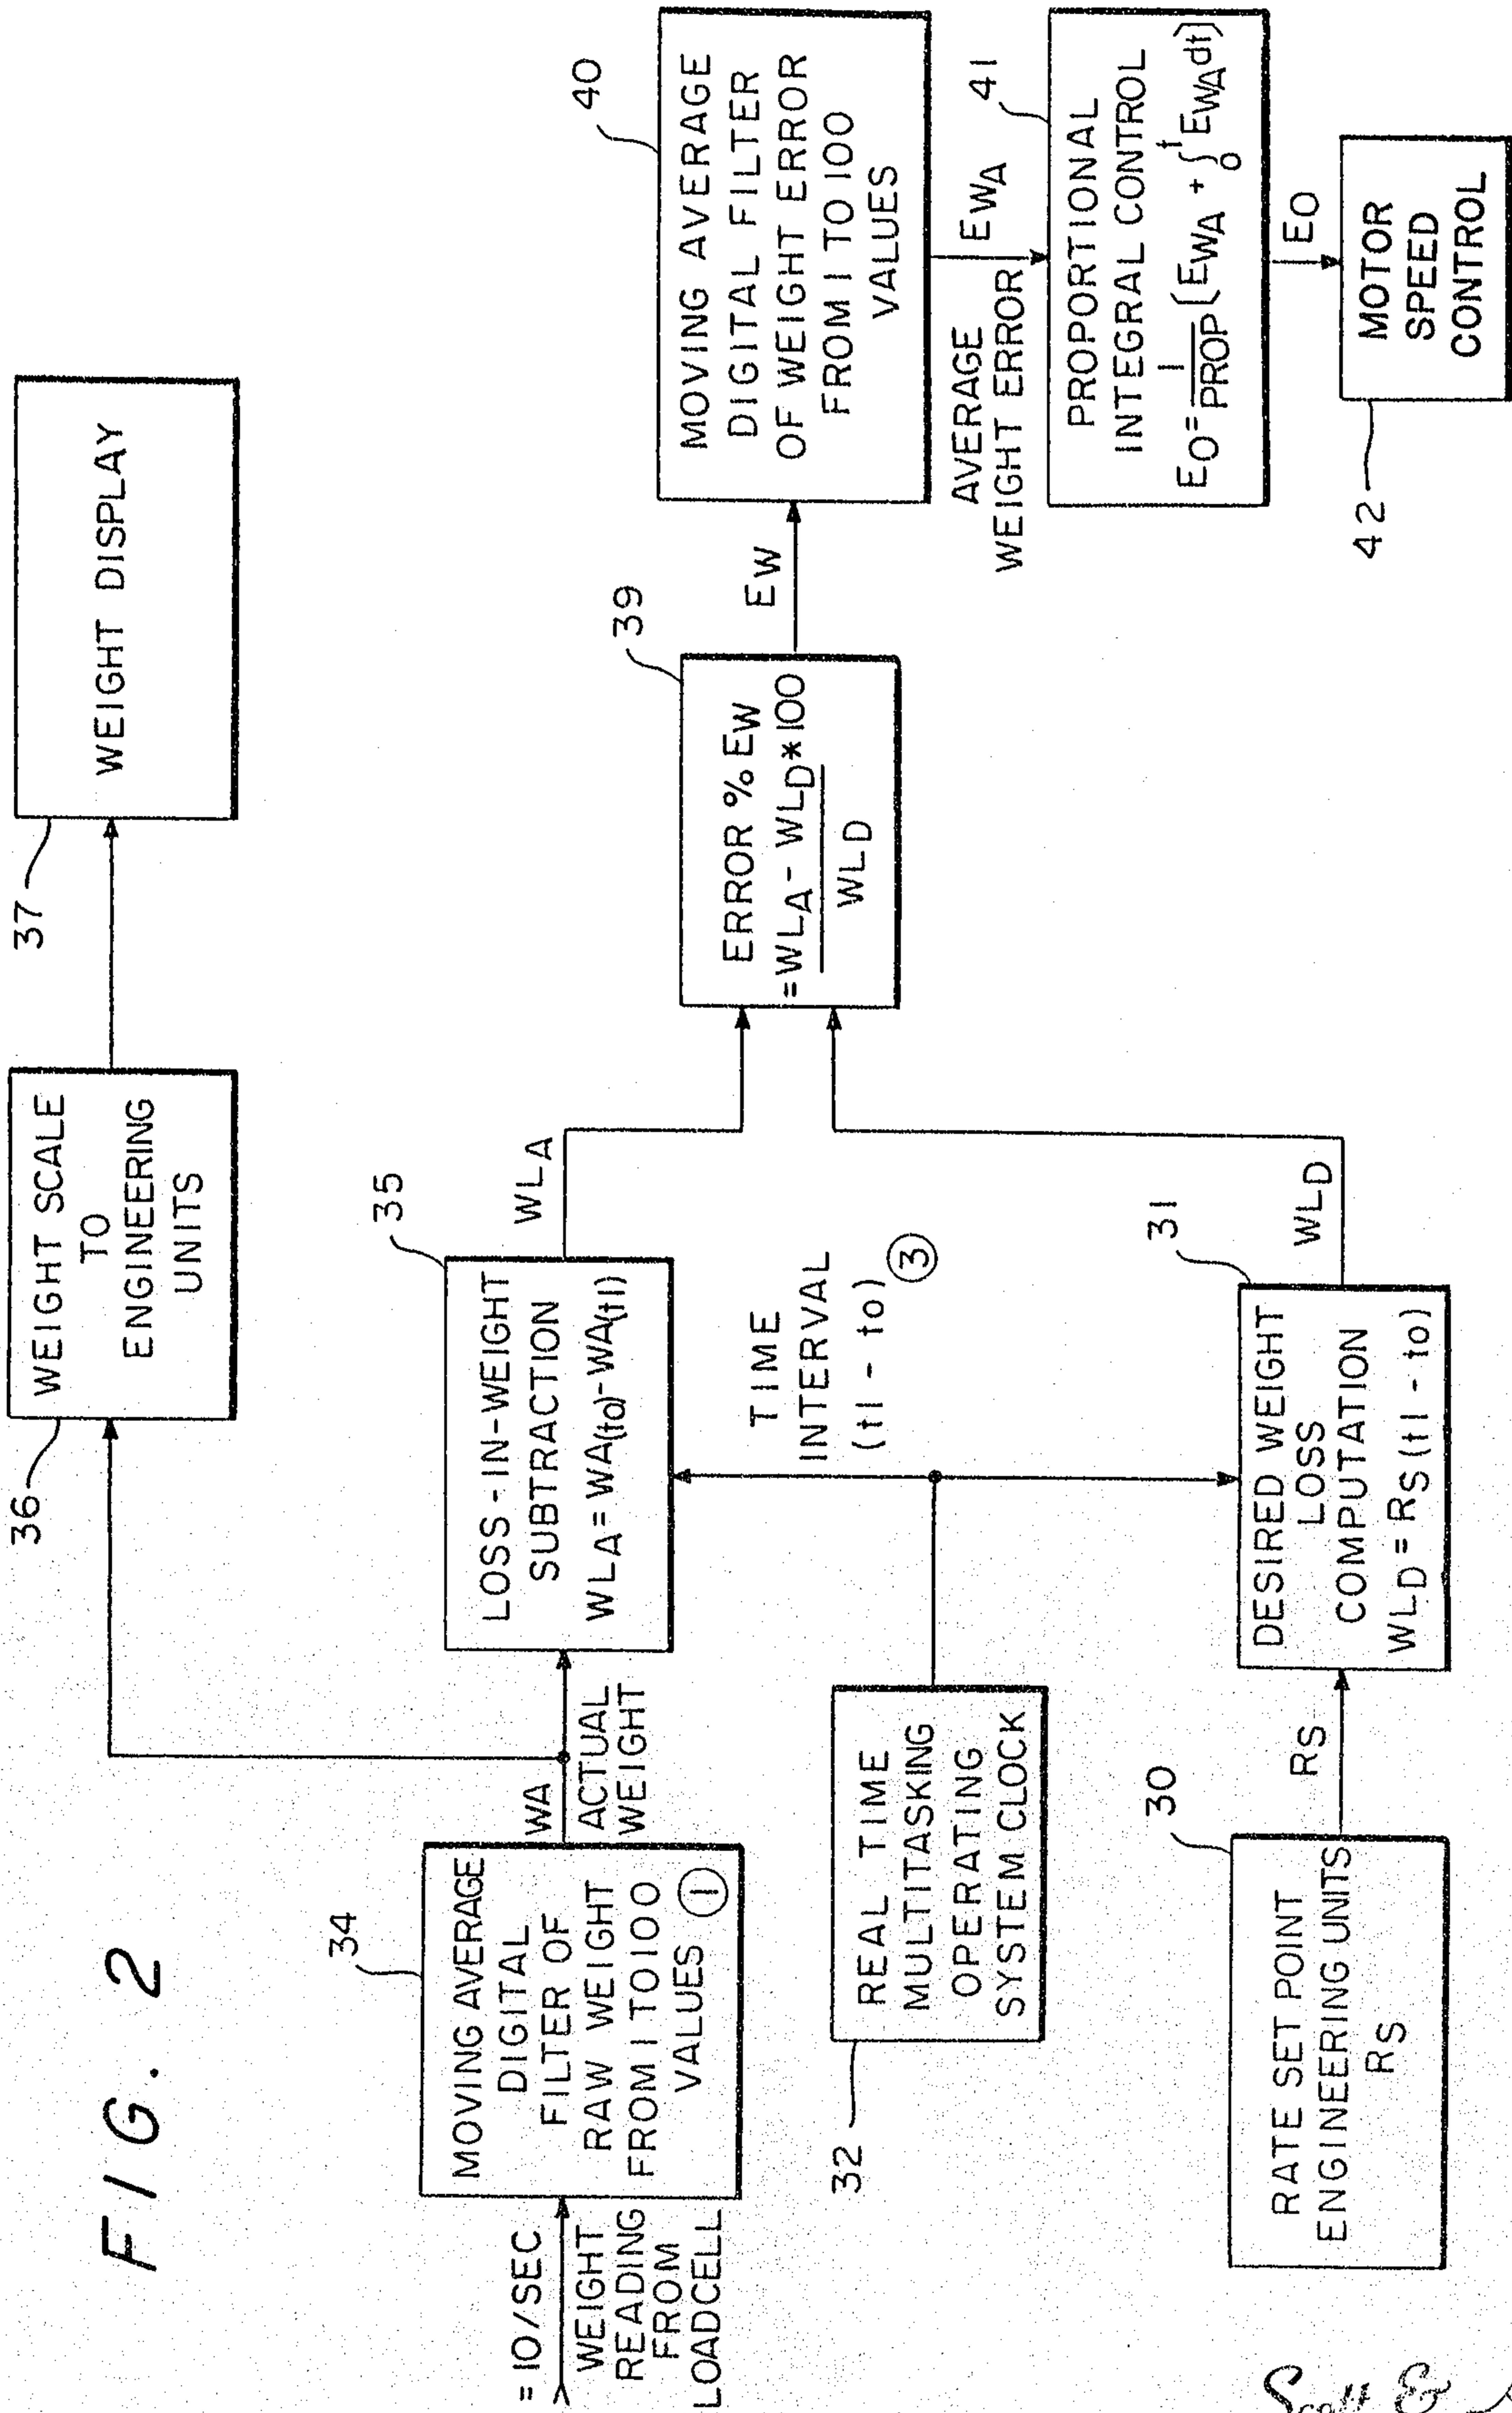 FIG. 2
36
WEIGHT SCALE
TO
ENGINEERING
UNITS
37
WEIGHT DISPLAY
= 10/SEC
WEIGHT
READING
FROM
LOADCELL
34
MOVING AVERAGE
DIGITAL
FILTER OF
RAW WEIGHT
FROM 1 TO 100
VALUES ①
WA
ACTUAL
WEIGHT
35
LOSS-IN-WEIGHT
SUBTRACTION
WLA = WA(to) - WA(t1)
WLA
32
REAL TIME
MULTITASKING
OPERATING
SYSTEM CLOCK
TIME
INTERVAL
(t1 - to) ③
30
RATE SET POINT
ENGINEERING UNITS
RS
RS
31
DESIRED WEIGHT
LOSS
COMPUTATION
WLD = RS (t1 - to)
WLD
39
ERROR % EW
= WLA - WLD * 100
WLD
EW
40
MOVING AVERAGE
DIGITAL FILTER
OF WEIGHT ERROR
FROM 1 TO 100
VALUES
AVERAGE
WEIGHT ERROR
EWA
41
PROPORTIONAL
INTEGRAL CONTROL
EO = 1/PROP (EWA + ∫0t EWA dt)
EO
42
MOTOR
SPEED
CONTROL
Scott &